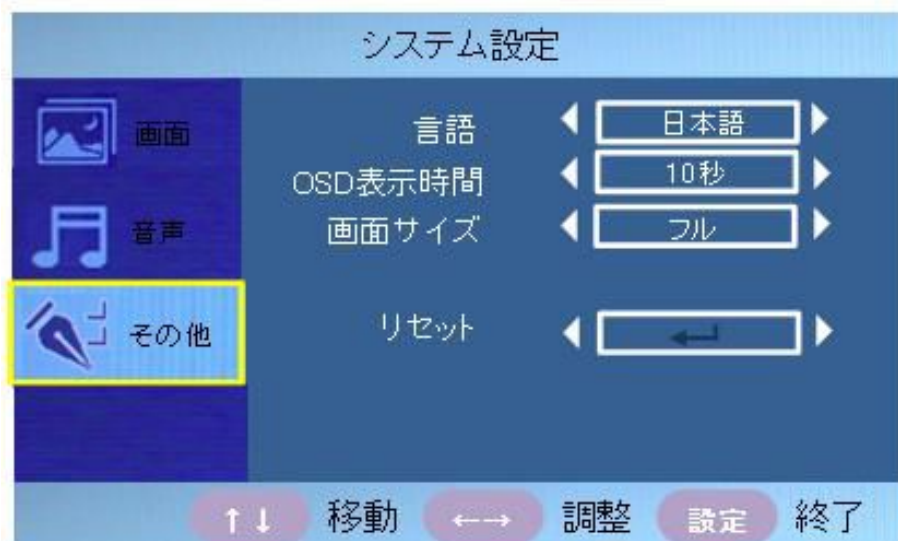 システム設定
画面
音声
その他
言語 日本語
OSD表示時間 10秒
画面サイズ フル
リセット
↑↓ 移動 ←→ 調整 設定 終了